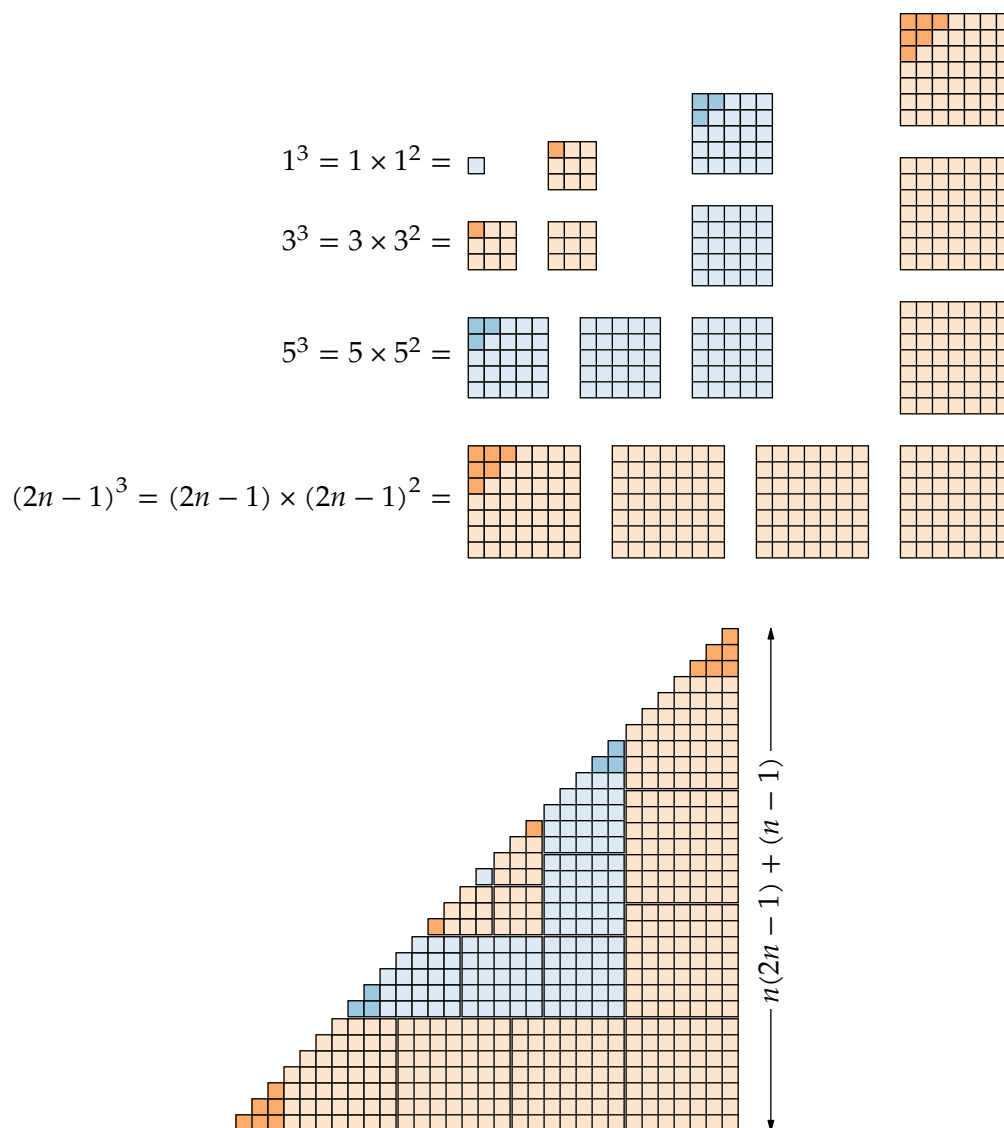 1³ = 1 × 1² =
3³ = 3 × 3² =
5³ = 5 × 5² =
(2n − 1)³ = (2n − 1) × (2n − 1)² =
n(2n − 1) + (n − 1)